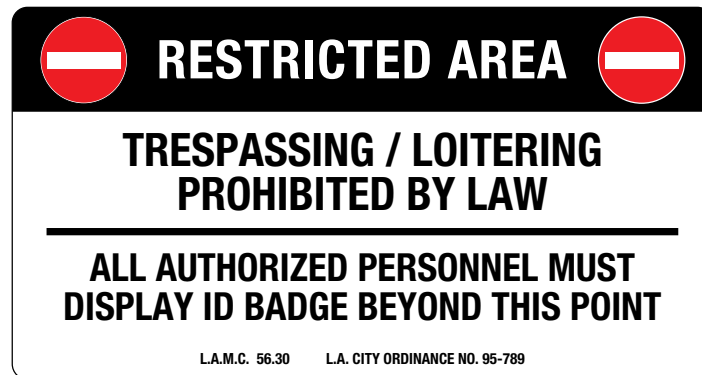 RESTRICTED AREA
TRESPASSING / LOITERING
PROHIBITED BY LAW
ALL AUTHORIZED PERSONNEL MUST
DISPLAY ID BADGE BEYOND THIS POINT
L.A.M.C. 56.30 L.A. CITY ORDINANCE NO. 95-789